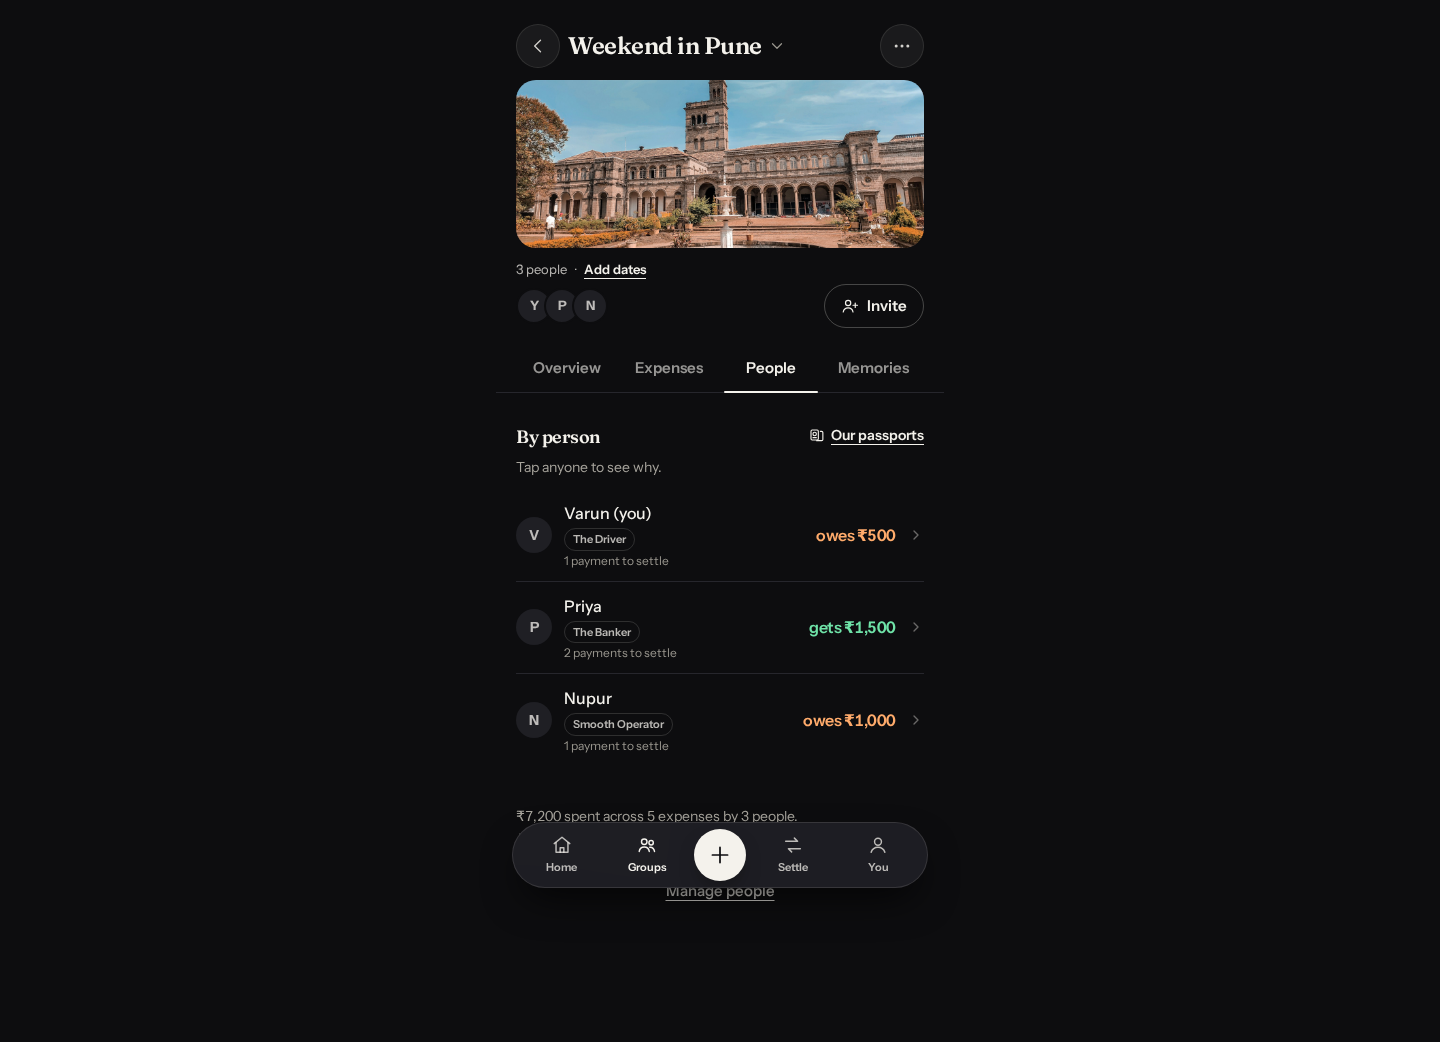 Weekend in Pune
3 people · Add dates
Y P N
Invite
Overview Expenses People Memories
By person
Our passports
Tap anyone to see why.
V
Varun (you)
The Driver
1 payment to settle
owes ₹500
P
Priya
The Banker
2 payments to settle
gets ₹1,500
N
Nupur
Smooth Operator
1 payment to settle
owes ₹1,000
₹7,200 spent across 5 expenses by 3 people.
Home Groups Settle You
Manage people